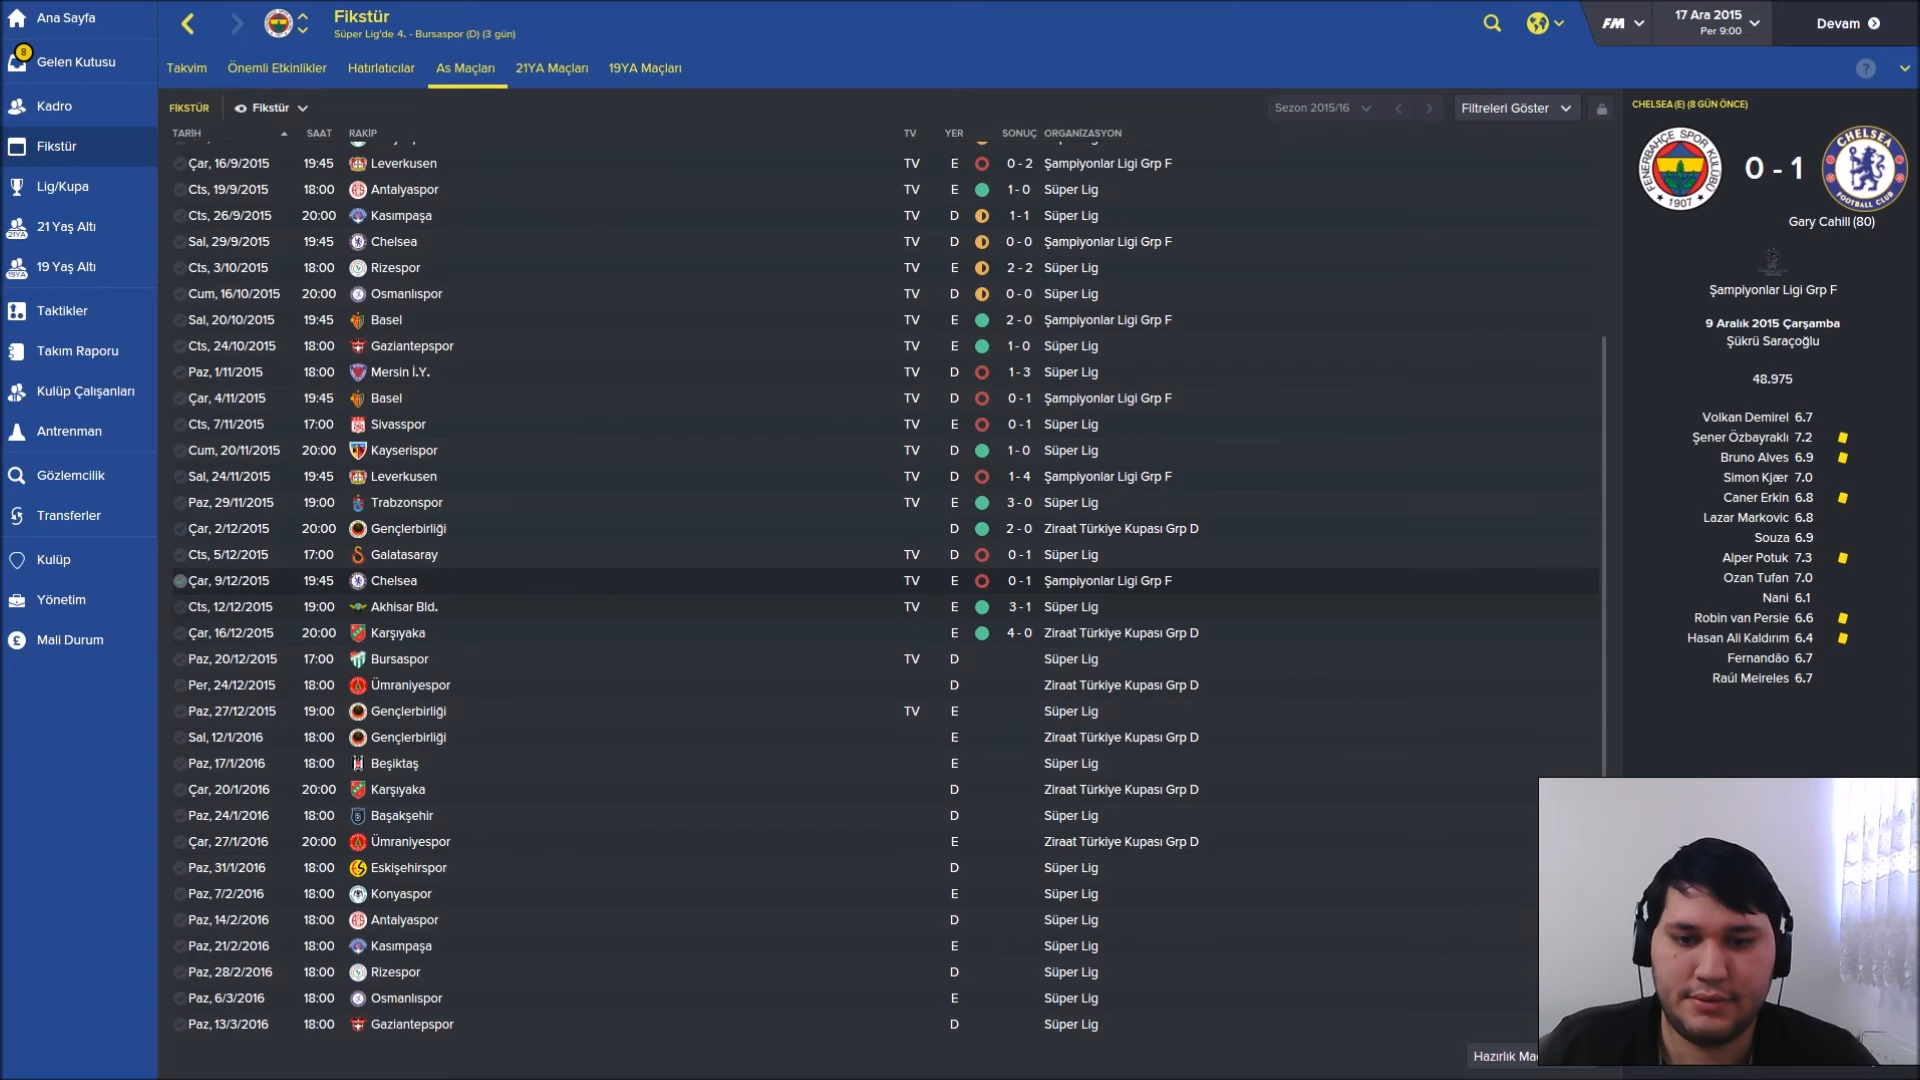 Ana Sayfa
8
Gelen Kutusu
Kadro
Fikstür
Lig/Kupa
21YA
21 Yaş Altı
19YA
19 Yaş Altı
Taktikler
Takım Raporu
Kulüp Çalışanları
Antrenman
Gözlemcilik
Transferler
Kulüp
Yönetim
Mali Durum
Fikstür
Süper Lig'de 4. - Bursaspor (D) (3 gün)
FM
17 Ara 2015
Per 9:00
Devam
Takvim Önemli Etkinlikler Hatırlatıcılar As Maçları 21YA Maçları 19YA Maçları
?
FİKSTÜR Fikstür Sezon 2015/16 Filtreleri Göster
TARİH SAAT RAKİP TV YER SONUÇ ORGANİZASYON
Çar, 16/9/2015 19:45 Leverkusen TV E 0 - 2 Şampiyonlar Ligi Grp F
Cts, 19/9/2015 18:00 Antalyaspor TV E 1 - 0 Süper Lig
Cts, 26/9/2015 20:00 Kasımpaşa TV D 1 - 1 Süper Lig
Sal, 29/9/2015 19:45 Chelsea TV D 0 - 0 Şampiyonlar Ligi Grp F
Cts, 3/10/2015 18:00 Rizespor TV E 2 - 2 Süper Lig
Cum, 16/10/2015 20:00 Osmanlıspor TV D 0 - 0 Süper Lig
Sal, 20/10/2015 19:45 Basel TV E 2 - 0 Şampiyonlar Ligi Grp F
Cts, 24/10/2015 18:00 Gaziantepspor TV E 1 - 0 Süper Lig
Paz, 1/11/2015 18:00 Mersin İ.Y. TV D 1 - 3 Süper Lig
Çar, 4/11/2015 19:45 Basel TV D 0 - 1 Şampiyonlar Ligi Grp F
Cts, 7/11/2015 17:00 Sivasspor TV E 0 - 1 Süper Lig
Cum, 20/11/2015 20:00 Kayserispor TV D 1 - 0 Süper Lig
Sal, 24/11/2015 19:45 Leverkusen TV D 1 - 4 Şampiyonlar Ligi Grp F
Paz, 29/11/2015 19:00 Trabzonspor TV E 3 - 0 Süper Lig
Çar, 2/12/2015 20:00 Gençlerbirliği D 2 - 0 Ziraat Türkiye Kupası Grp D
Cts, 5/12/2015 17:00 Galatasaray TV D 0 - 1 Süper Lig
Çar, 9/12/2015 19:45 Chelsea TV E 0 - 1 Şampiyonlar Ligi Grp F
Cts, 12/12/2015 19:00 Akhisar Bld. TV E 3 - 1 Süper Lig
Çar, 16/12/2015 20:00 Karşıyaka E 4 - 0 Ziraat Türkiye Kupası Grp D
Paz, 20/12/2015 17:00 Bursaspor TV D Süper Lig
Per, 24/12/2015 18:00 Ümraniyespor D Ziraat Türkiye Kupası Grp D
Paz, 27/12/2015 19:00 Gençlerbirliği TV E Süper Lig
Sal, 12/1/2016 18:00 Gençlerbirliği E Ziraat Türkiye Kupası Grp D
Paz, 17/1/2016 18:00 Beşiktaş E Süper Lig
Çar, 20/1/2016 20:00 Karşıyaka D Ziraat Türkiye Kupası Grp D
Paz, 24/1/2016 18:00 Başakşehir D Süper Lig
Çar, 27/1/2016 20:00 Ümraniyespor E Ziraat Türkiye Kupası Grp D
Paz, 31/1/2016 18:00 Eskişehirspor D Süper Lig
Paz, 7/2/2016 18:00 Konyaspor E Süper Lig
Paz, 14/2/2016 18:00 Antalyaspor D Süper Lig
Paz, 21/2/2016 18:00 Kasımpaşa E Süper Lig
Paz, 28/2/2016 18:00 Rizespor D Süper Lig
Paz, 6/3/2016 18:00 Osmanlıspor E Süper Lig
Paz, 13/3/2016 18:00 Gaziantepspor D Süper Lig
Hazırlık Ma
CHELSEA (E) (8 GÜN ÖNCE)
FENERBAHÇE SPOR KULÜBÜ
1907
0 - 1
CHELSEA
FOOTBALL CLUB
Gary Cahill (80)
Şampiyonlar Ligi Grp F
9 Aralık 2015 Çarşamba
Şükrü Saraçoğlu
48.975
Volkan Demirel 6.7
Şener Özbayraklı 7.2
Bruno Alves 6.9
Simon Kjær 7.0
Caner Erkin 6.8
Lazar Markovic 6.8
Souza 6.9
Alper Potuk 7.3
Ozan Tufan 7.0
Nani 6.1
Robin van Persie 6.6
Hasan Ali Kaldırım 6.4
Fernandão 6.7
Raúl Meireles 6.7